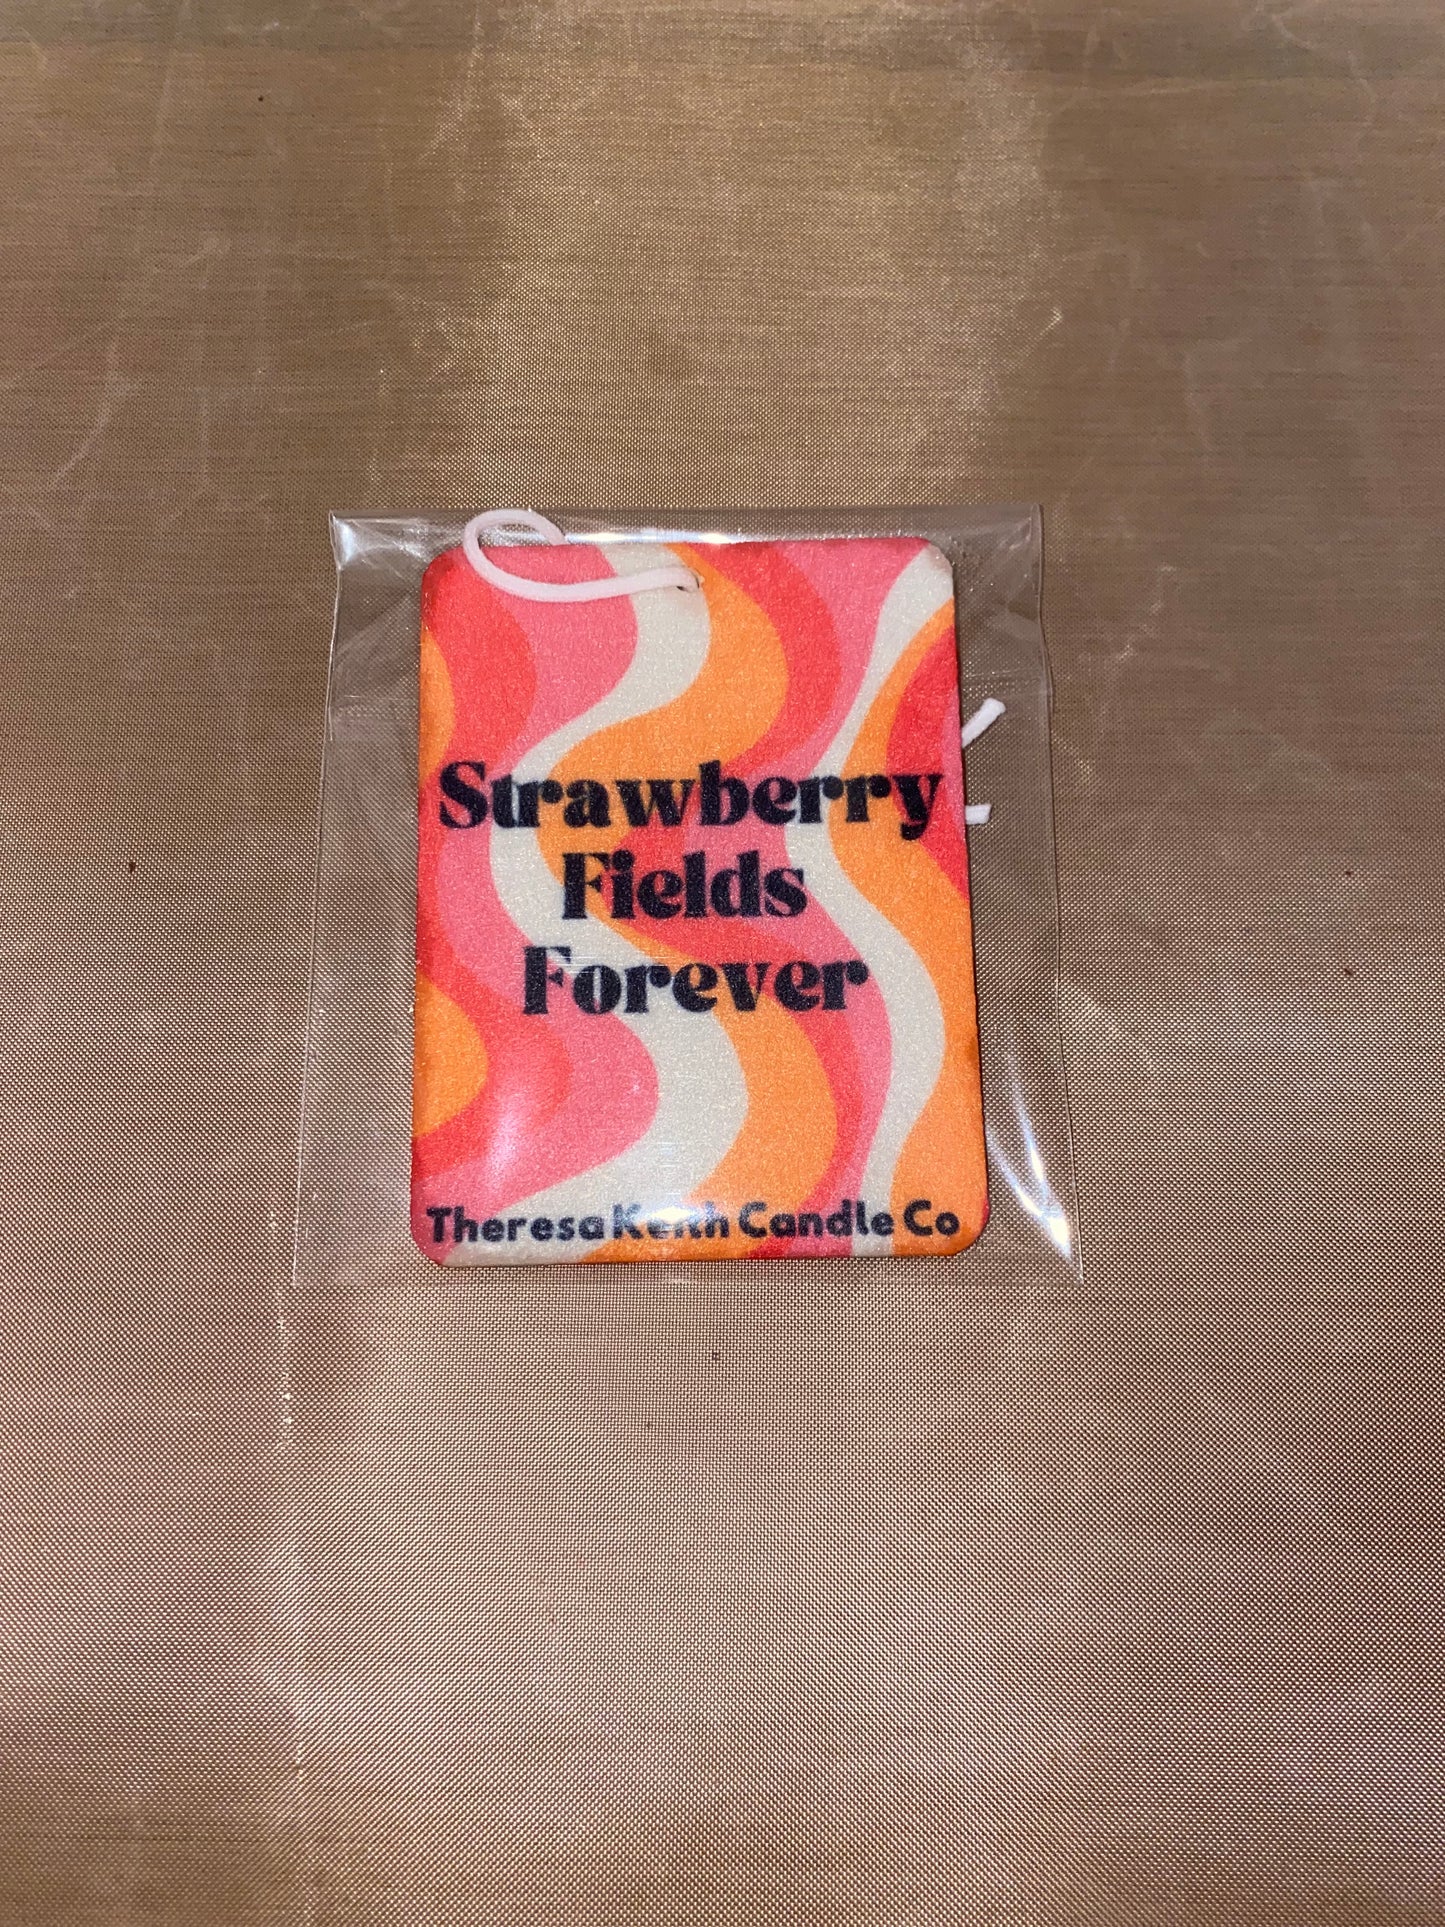 Strawberry
Fields
Forever
Theresa Keith Candle Co